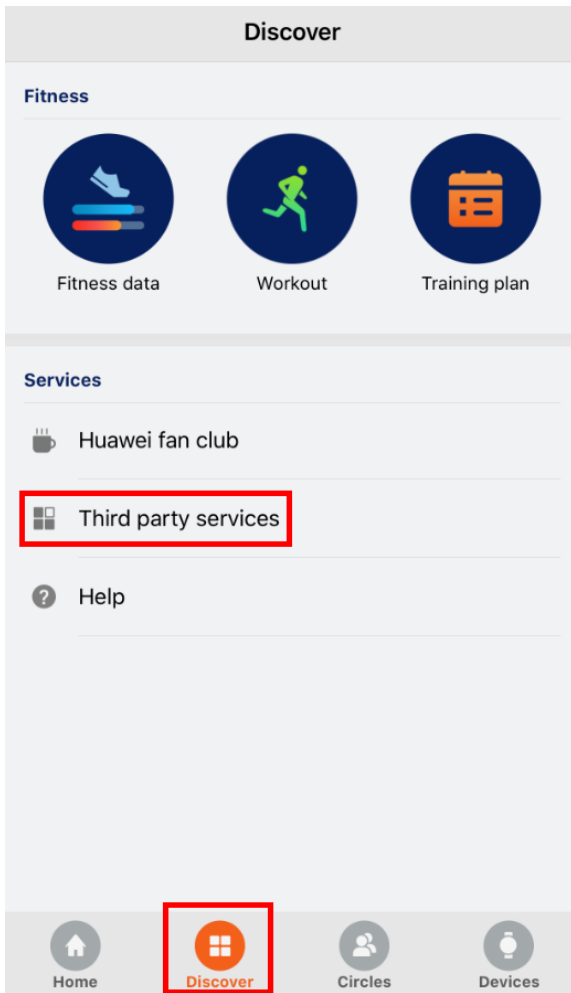 Discover
Fitness
Fitness data
Workout
Training plan
Services
Huawei fan club
Third party services
Help
Home
Discover
Circles
Devices